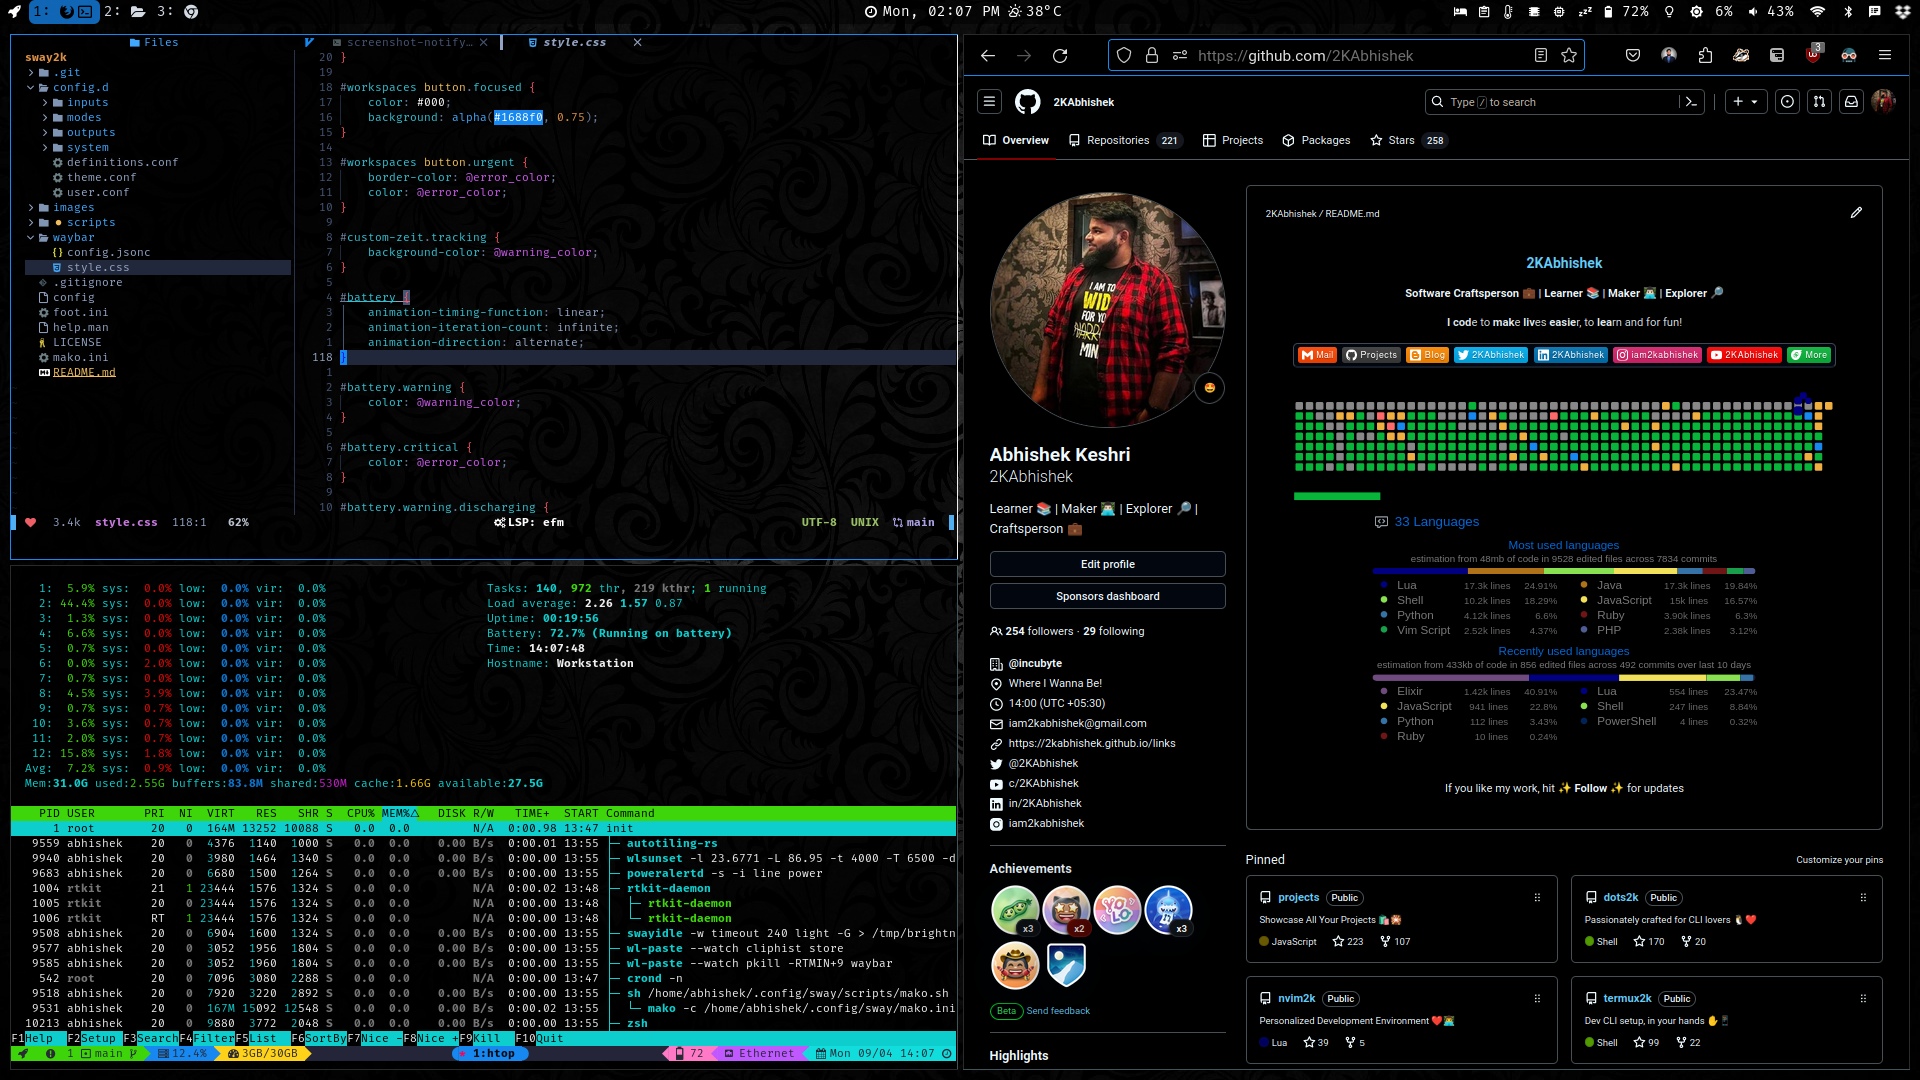 1: 2: 3:
Mon, 02:07 PM 38°C
72% 6% 43%
Files
screenshot-notify… style.css
sway2k
.git
config.d
inputs
modes
outputs
system
definitions.conf
theme.conf
user.conf
images
scripts
waybar
config.jsonc
style.css
.gitignore
config
foot.ini
help.man
LICENSE
mako.ini
README.md
20 }
19
18 #workspaces button.focused {
17 color: #000;
16 background: alpha(#1688f0, 0.75);
15 }
14
13 #workspaces button.urgent {
12 border-color: @error_color;
11 color: @error_color;
10 }
9
8 #custom-zeit.tracking {
7 background-color: @warning_color;
6 }
5
4 #battery {
3 animation-timing-function: linear;
2 animation-iteration-count: infinite;
1 animation-direction: alternate;
118 }
1
2 #battery.warning {
3 color: @warning_color;
4 }
5
6 #battery.critical {
7 color: @error_color;
8 }
9
10 #battery.warning.discharging {
3.4k style.css 118:1 62% LSP: efm UTF-8 UNIX main
1: 5.9% sys: 0.0% low: 0.0% vir: 0.0%
2: 44.4% sys: 0.0% low: 0.0% vir: 0.0%
3: 1.3% sys: 0.0% low: 0.0% vir: 0.0%
4: 6.6% sys: 0.0% low: 0.0% vir: 0.0%
5: 0.7% sys: 0.0% low: 0.0% vir: 0.0%
6: 0.0% sys: 2.0% low: 0.0% vir: 0.0%
7: 0.7% sys: 0.0% low: 0.0% vir: 0.0%
8: 4.5% sys: 3.9% low: 0.0% vir: 0.0%
9: 0.7% sys: 0.7% low: 0.0% vir: 0.0%
10: 3.6% sys: 0.7% low: 0.0% vir: 0.0%
11: 2.0% sys: 0.7% low: 0.0% vir: 0.0%
12: 15.8% sys: 1.8% low: 0.0% vir: 0.0%
Avg: 7.2% sys: 0.9% low: 0.0% vir: 0.0%
Mem:31.0G used:2.55G buffers:83.8M shared:530M cache:1.66G available:27.5G
Tasks: 140, 972 thr, 219 kthr; 1 running
Load average: 2.26 1.57 0.87
Uptime: 00:19:56
Battery: 72.7% (Running on battery)
Time: 14:07:48
Hostname: Workstation
PID USER PRI NI VIRT RES SHR S CPU% MEM%△ DISK R/W TIME+ START Command
1 root 20 0 164M 13252 10088 S 0.0 0.0 N/A 0:00.98 13:47 init
9559 abhishek 20 0 4376 1140 1000 S 0.0 0.0 0.00 B/s 0:00.01 13:55 ├─ autotiling-rs
9940 abhishek 20 0 3980 1464 1340 S 0.0 0.0 0.00 B/s 0:00.00 13:55 ├─ wlsunset -l 23.6771 -L 86.95 -t 4000 -T 6500 -d
9683 abhishek 20 0 6680 1500 1264 S 0.0 0.0 0.00 B/s 0:00.00 13:55 ├─ poweralertd -s -i line power
1004 rtkit 21 1 23444 1576 1324 S 0.0 0.0 N/A 0:00.02 13:48 ├─ rtkit-daemon
1005 rtkit 20 0 23444 1576 1324 S 0.0 0.0 N/A 0:00.00 13:48 │ ├─ rtkit-daemon
1006 rtkit RT 1 23444 1576 1324 S 0.0 0.0 N/A 0:00.00 13:48 │ └─ rtkit-daemon
9508 abhishek 20 0 6904 1600 1324 S 0.0 0.0 0.00 B/s 0:00.00 13:55 ├─ swayidle -w timeout 240 light -G > /tmp/brightn
9577 abhishek 20 0 3052 1956 1804 S 0.0 0.0 0.00 B/s 0:00.00 13:55 ├─ wl-paste --watch cliphist store
9585 abhishek 20 0 3052 1960 1804 S 0.0 0.0 0.00 B/s 0:00.00 13:55 ├─ wl-paste --watch pkill -RTMIN+9 waybar
542 root 20 0 7096 3080 2288 S 0.0 0.0 N/A 0:00.00 13:47 ├─ crond -n
9518 abhishek 20 0 7920 3220 2892 S 0.0 0.0 0.00 B/s 0:00.00 13:55 ├─ sh /home/abhishek/.config/sway/scripts/mako.sh
9531 abhishek 20 0 167M 15092 12548 S 0.0 0.0 0.00 B/s 0:00.02 13:55 │ └─ mako -c /home/abhishek/.config/sway/mako.ini
10213 abhishek 20 0 9880 3772 2048 S 0.0 0.0 0.00 B/s 0:00.00 13:55 ├─ zsh
F1Help F2Setup F3SearchF4FilterF5List F6SortByF7Nice -F8Nice +F9Kill F10Quit
1 main 12.4% 3GB/30GB 1:htop 72 Ethernet Mon 09/04 14:07
https://github.com/2KAbhishek
3
2KAbhishek
Type / to search
Overview Repositories 221 Projects Packages Stars 258
I AM TO
WID
FOR YO
NARR
MIN
Abhishek Keshri
2KAbhishek
Learner 📚 | Maker 👨‍💻 | Explorer 🔎 |
Craftsperson 💼
Edit profile
Sponsors dashboard
254 followers · 29 following
@incubyte
Where I Wanna Be!
14:00 (UTC +05:30)
iam2kabhishek@gmail.com
https://2kabhishek.github.io/links
@2KAbhishek
c/2KAbhishek
in/2KAbhishek
iam2kabhishek
Achievements
x3 x2 YOLO x3
Beta Send feedback
Highlights
2KAbhishek / README.md
2KAbhishek
Software Craftsperson 💼 | Learner 📚 | Maker 👨‍💻 | Explorer 🔎
I code to make lives easier, to learn and for fun!
Mail Projects Blog 2KAbhishek 2KAbhishek iam2kabhishek 2KAbhishek More
33 Languages
Most used languages
estimation from 48mb of code in 9528 edited files across 7834 commits
Lua 17.3k lines 24.91% Java 17.3k lines 19.84%
Shell 10.2k lines 18.29% JavaScript 15k lines 16.57%
Python 4.12k lines 6.6% Ruby 3.90k lines 6.3%
Vim Script 2.52k lines 4.37% PHP 2.38k lines 3.12%
Recently used languages
estimation from 433kb of code in 856 edited files across 492 commits over last 10 days
Elixir 1.42k lines 40.91% Lua 554 lines 23.47%
JavaScript 941 lines 22.8% Shell 247 lines 8.84%
Python 112 lines 3.43% PowerShell 4 lines 0.32%
Ruby 10 lines 0.24%
If you like my work, hit ✨ Follow ✨ for updates
Pinned Customize your pins
projects Public
Showcase All Your Projects 🛍️💥
JavaScript 223 107
dots2k Public
Passionately crafted for CLI lovers 🐧❤️
Shell 170 20
nvim2k Public
Personalized Development Environment ❤️👨‍💻
Lua 39 5
termux2k Public
Dev CLI setup, in your hands ✋📱
Shell 99 22